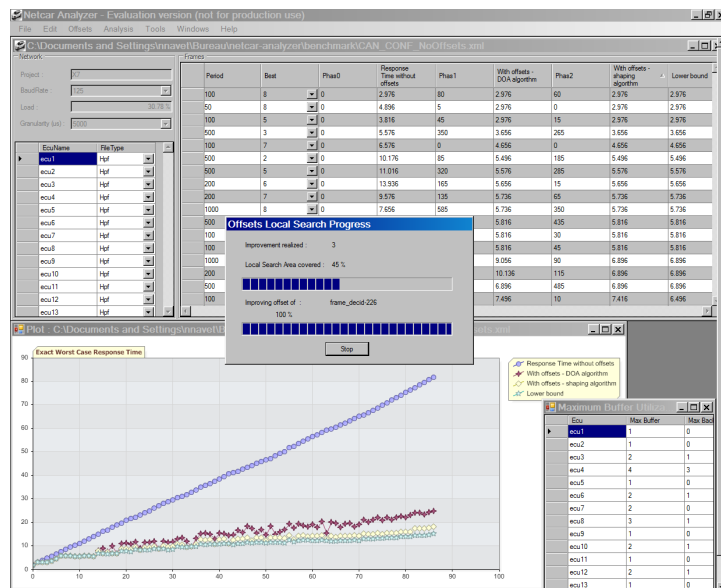 Netcar Analyzer - Evaluation version (not for production use)
File Edit Offsets Analysis Tools Windows Help
C:\Documents and Settings\nnavet\Bureau\netcar-analyzer\benchmark\CAN_CONF_NoOffsets.xml
Network
Project : X7
BaudRate : 125
Load : 30.78 %
Granularity (us) : 5000
EcuName FileType
ecu1 Hpf
ecu2 Hpf
ecu3 Hpf
ecu4 Hpf
ecu5 Hpf
ecu6 Hpf
ecu7 Hpf
ecu8 Hpf
ecu9 Hpf
ecu10 Hpf
ecu11 Hpf
ecu12 Hpf
ecu13 Hpf
Frames
Period Beat Phas0 Response Time without offsets Phas1 With offsets - DOA algorithm Phas2 With offsets - shaping algorithm Lower bound
100 8 0 2.976 80 2.976 60 2.976 2.976
50 8 0 4.896 5 2.976 0 2.976 2.976
100 5 0 3.816 45 2.976 15 2.976 2.976
500 3 0 5.576 350 3.656 265 3.656 3.656
100 7 0 6.576 0 4.656 0 4.656 4.656
500 2 0 10.176 85 5.496 185 5.496 5.496
500 5 0 11.016 320 5.576 285 5.576 5.576
200 6 0 13.936 165 5.656 15 5.656 5.656
200 7 0 9.576 135 5.736 65 5.736 5.736
1000 8 0 7.656 585 5.736 350 5.736 5.736
500 5.816 435 5.816 5.816
100 5.816 30 5.816 5.816
100 5.816 45 5.816 5.816
1000 9.056 90 6.896 6.896
200 10.136 115 6.896 6.896
500 6.896 485 6.896 6.896
100 7.496 10 7.416 6.496
Offsets Local Search Progress
Improvement realized : 3
Local Search Area covered : 45 %
Improving offset of : frame_decid-226
100 %
Stop
Plot : C:\Documents and Settings\nnavet\B
ets.xml
Exact Worst Case Response Time
90
80
70
60
50
40
30
20
10
0
0 10 20 30 40 50 60 70 80 90 100
Response Time without offsets
With offsets - DOA algorithm
With offsets - shaping algorithm
Lower bound
Maximum Buffer Utiliza
Ecu Max Buffer Max Bac
ecu1 1 0
ecu2 1 0
ecu3 2 1
ecu4 4 3
ecu5 1 0
ecu6 2 1
ecu7 2 0
ecu8 3 1
ecu9 1 0
ecu10 2 1
ecu11 1 0
ecu12 2 1
ecu13 1 0